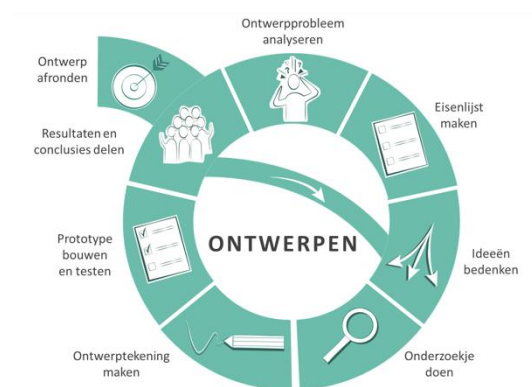 Ontwerpprobleem
analyseren
Eisenlijst
maken
Ideeën
bedenken
Onderzoekje
doen
Ontwerptekening
maken
Prototype
bouwen
en testen
Resultaten en
conclusies delen
Ontwerp
afronden
ONTWERPEN